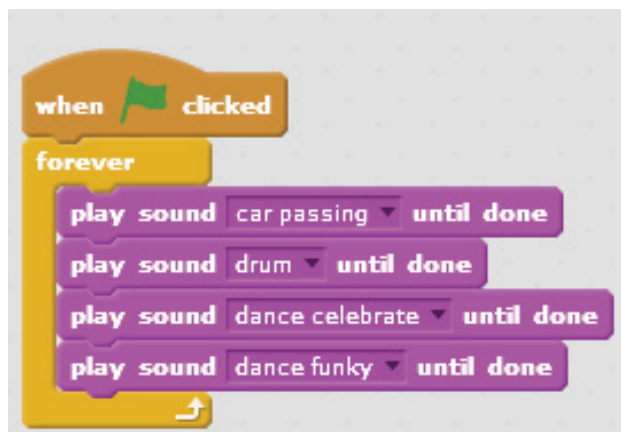 when clicked
forever
play sound car passing until done
play sound drum until done
play sound dance celebrate until done
play sound dance funky until done